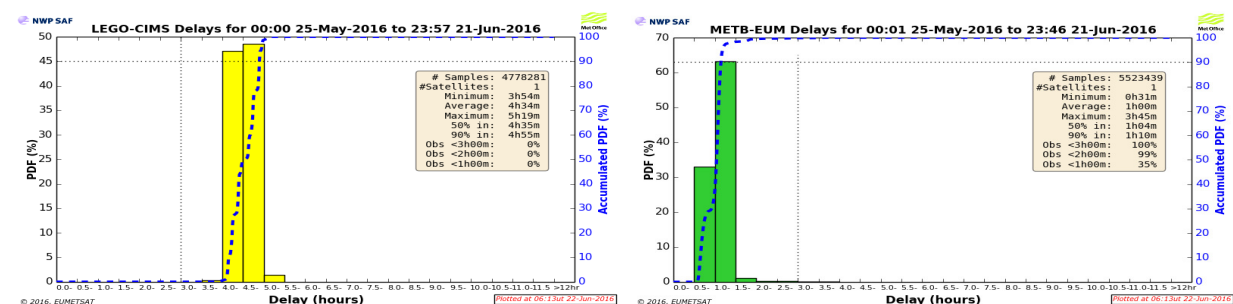 NWP SAF
Met Office
LEGO-CIMS Delays for 00:00 25-May-2016 to 23:57 21-Jun-2016
50
45
40
35
30
25
20
15
10
5
0
PDF (%)
100
90
80
70
60
50
40
30
20
10
0
Accumulated PDF (%)
# Samples: 4778281
#Satellites: 1
Minimum: 3h54m
Average: 4h34m
Maximum: 5h19m
50% in: 4h35m
90% in: 4h55m
Obs <3h00m: 0%
Obs <2h00m: 0%
Obs <1h00m: 0%
0.0- 0.5- 1.0- 1.5- 2.0- 2.5- 3.0- 3.5- 4.0- 4.5- 5.0- 5.5- 6.0- 6.5- 7.0- 7.5- 8.0- 8.5- 9.0- 9.5- 10.0-10.5-11.0-11.5 >12hr
Delay (hours)
© 2016, EUMETSAT
Plotted at 06:13ut 22-Jun-2016
NWP SAF
Met Office
METB-EUM Delays for 00:01 25-May-2016 to 23:46 21-Jun-2016
70
60
50
40
30
20
10
0
PDF (%)
100
90
80
70
60
50
40
30
20
10
0
Accumulated PDF (%)
# Samples: 5523439
#Satellites: 1
Minimum: 0h31m
Average: 1h00m
Maximum: 3h45m
50% in: 1h04m
90% in: 1h10m
Obs <3h00m: 100%
Obs <2h00m: 99%
Obs <1h00m: 35%
0.0- 0.5- 1.0- 1.5- 2.0- 2.5- 3.0- 3.5- 4.0- 4.5- 5.0- 5.5- 6.0- 6.5- 7.0- 7.5- 8.0- 8.5- 9.0- 9.5- 10.0-10.5-11.0-11.5 >12hr
Delay (hours)
© 2016, EUMETSAT
Plotted at 06:13ut 22-Jun-2016